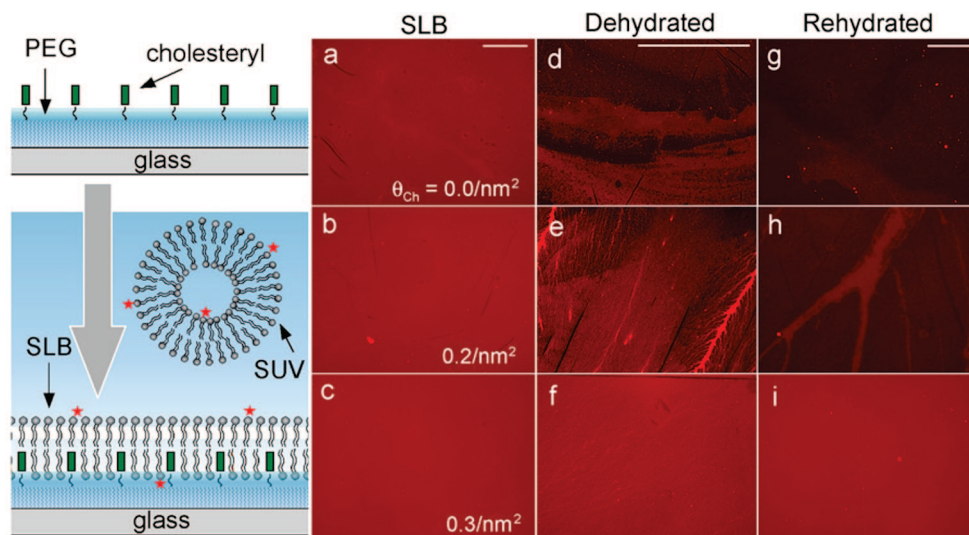 PEG
cholesteryl
glass
SLB
SUV
glass
SLB
Dehydrated
Rehydrated
a
d
g
θCh = 0.0/nm²
b
e
h
0.2/nm²
c
f
i
0.3/nm²